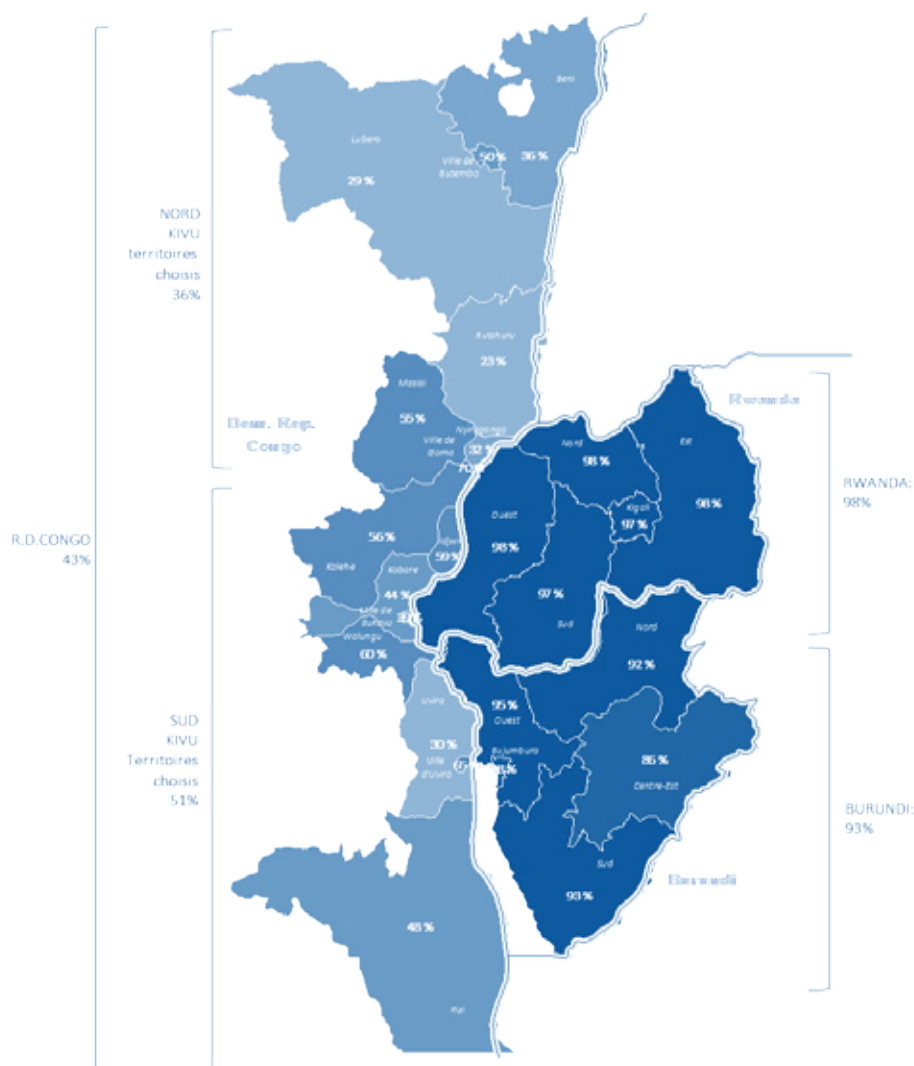 Beni
Lubero
50 %
36 %
Ville de
Butembo
29 %
NORD
KIVU
territoires
choisis
36%
Rutshuru
23 %
Masisi
55 %
Dem. Rep.
Congo
Ville de
Goma
32 %
Rwanda
Nord
98 %
Est
98 %
Kigali
97 %
Ouest
98 %
RWANDA:
98%
R.D.CONGO
43%
56 %
59 %
Kalehe
Kabare
44 %
97 %
Sud
Nord
Walungu
60 %
92 %
Uvira
95 %
Ouest
SUD
KIVU
Territoires
choisis
51%
30 %
Ville
d'Uvira
Bujumbura
86 %
Centre-Est
BURUNDI:
93%
Sud
93 %
Burundi
48 %